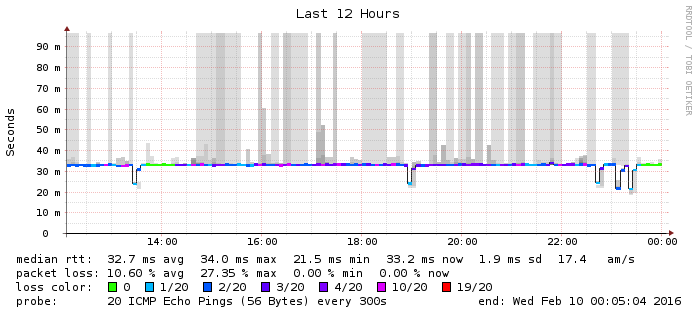 Last 12 Hours
RRDTOOL / TOBI OETIKER
Seconds
90 m
80 m
70 m
60 m
50 m
40 m
30 m
20 m
10 m
0
14:00 16:00 18:00 20:00 22:00 00:00
median rtt: 32.7 ms avg 34.0 ms max 21.5 ms min 33.2 ms now 1.9 ms sd 17.4 am/s
packet loss: 10.60 % avg 27.35 % max 0.00 % min 0.00 % now
loss color: 0 1/20 2/20 3/20 4/20 10/20 19/20
probe: 20 ICMP Echo Pings (56 Bytes) every 300s end: Wed Feb 10 00:05:04 2016